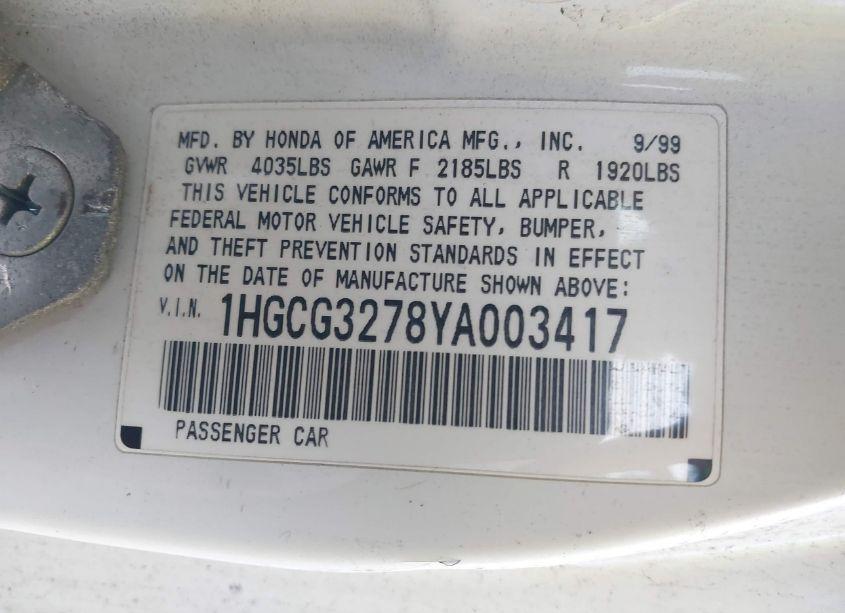 MFD. BY HONDA OF AMERICA MFG., INC. 9/99
GVWR 4035LBS GAWR F 2185LBS R 1920LBS
THIS VEHICLE CONFORMS TO ALL APPLICABLE
FEDERAL MOTOR VEHICLE SAFETY, BUMPER,
AND THEFT PREVENTION STANDARDS IN EFFECT
ON THE DATE OF MANUFACTURE SHOWN ABOVE:
V.I.N. 1HGCG3278YA003417
PASSENGER CAR